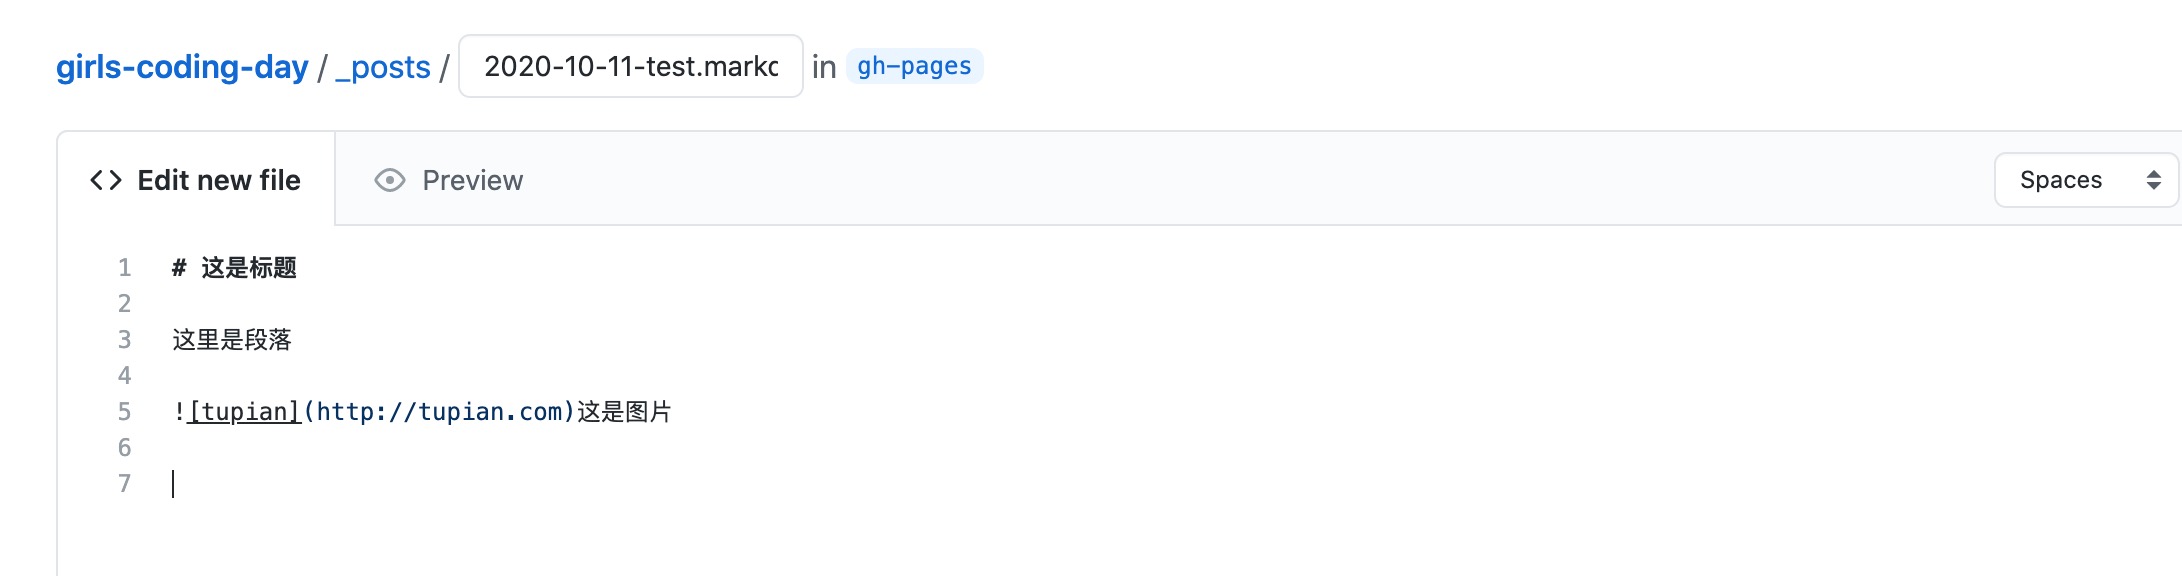 girls-coding-day / _posts / 2020-10-11-test.markc in gh-pages
<> Edit new file Preview Spaces
1 # 这是标题
2
3 这里是段落
4
5 ![tupian](http://tupian.com)这是图片
6
7